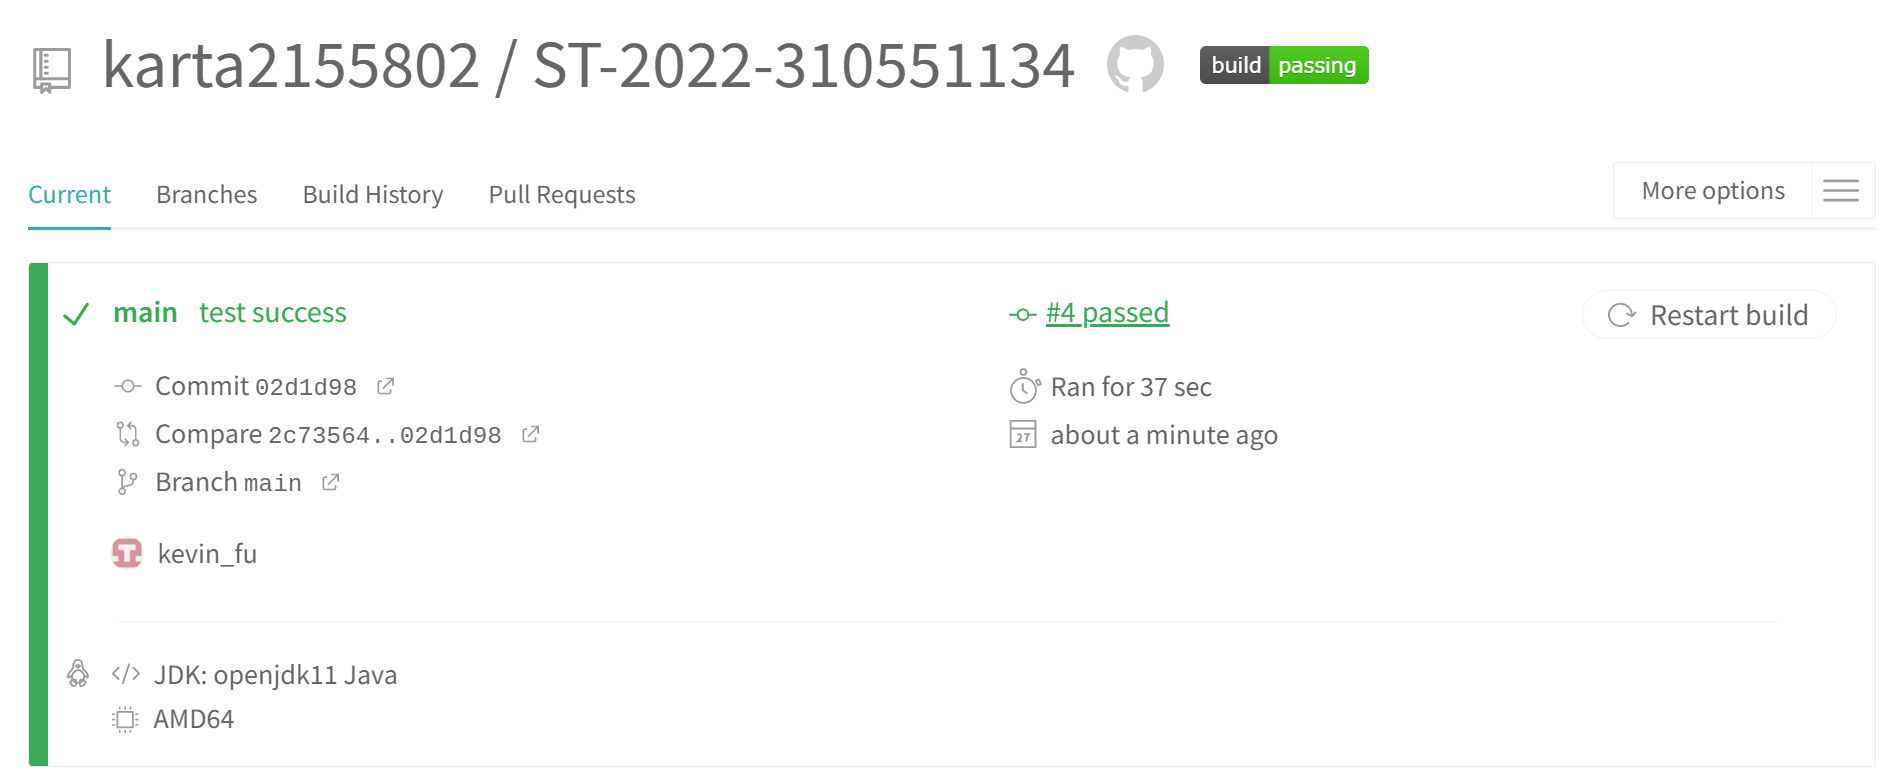 karta2155802 / ST-2022-310551134 build passing
Current Branches Build History Pull Requests More options
main test success #4 passed Restart build
Commit 02d1d98 Ran for 37 sec
Compare 2c73564..02d1d98 27 about a minute ago
Branch main
kevin_fu
</> JDK: openjdk11 Java
AMD64